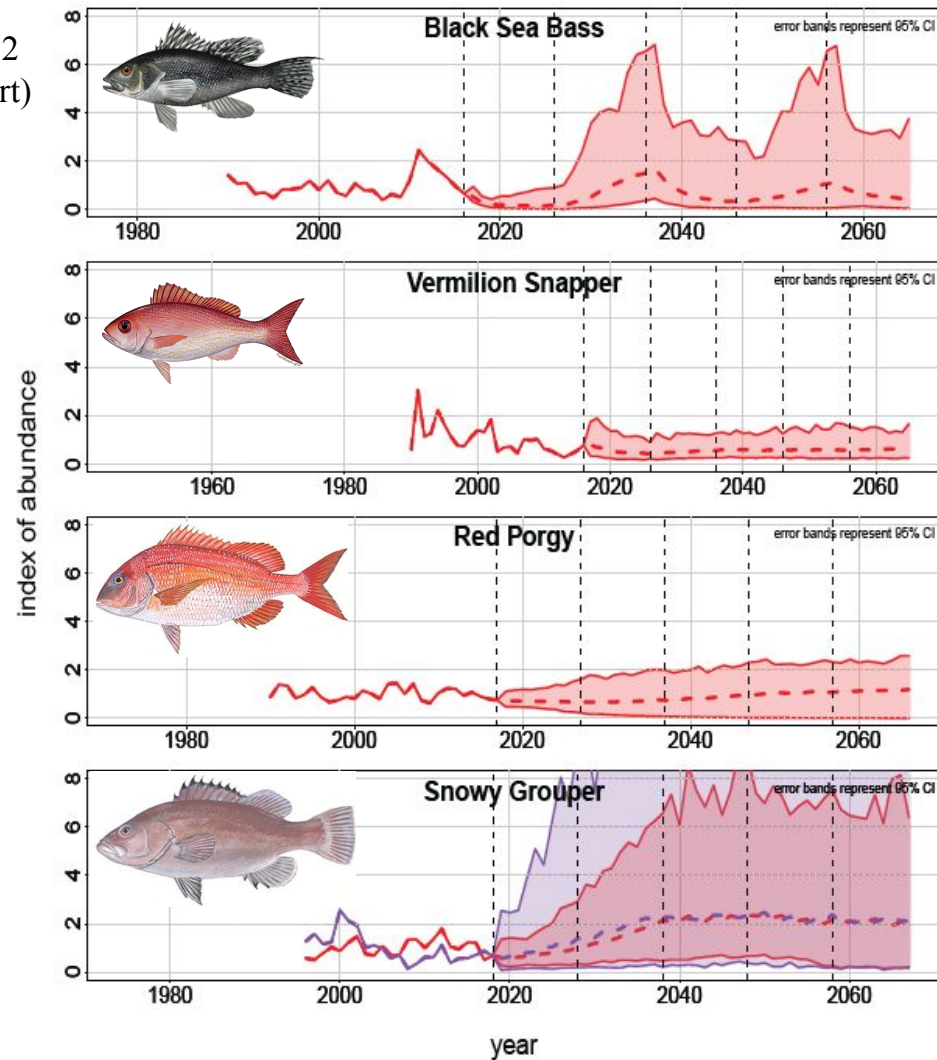 2
rt)
Black Sea Bass
error bands represent 95% CI
8
6
4
2
0
1980 2000 2020 2040 2060
Vermilion Snapper
error bands represent 95% CI
8
6
4
2
0
1960 1980 2000 2020 2040 2060
index of abundance
Red Porgy
error bands represent 95% CI
8
6
4
2
0
1980 2000 2020 2040 2060
Snowy Grouper
error bands represent 95% CI
8
6
4
2
0
1980 2000 2020 2040 2060
year